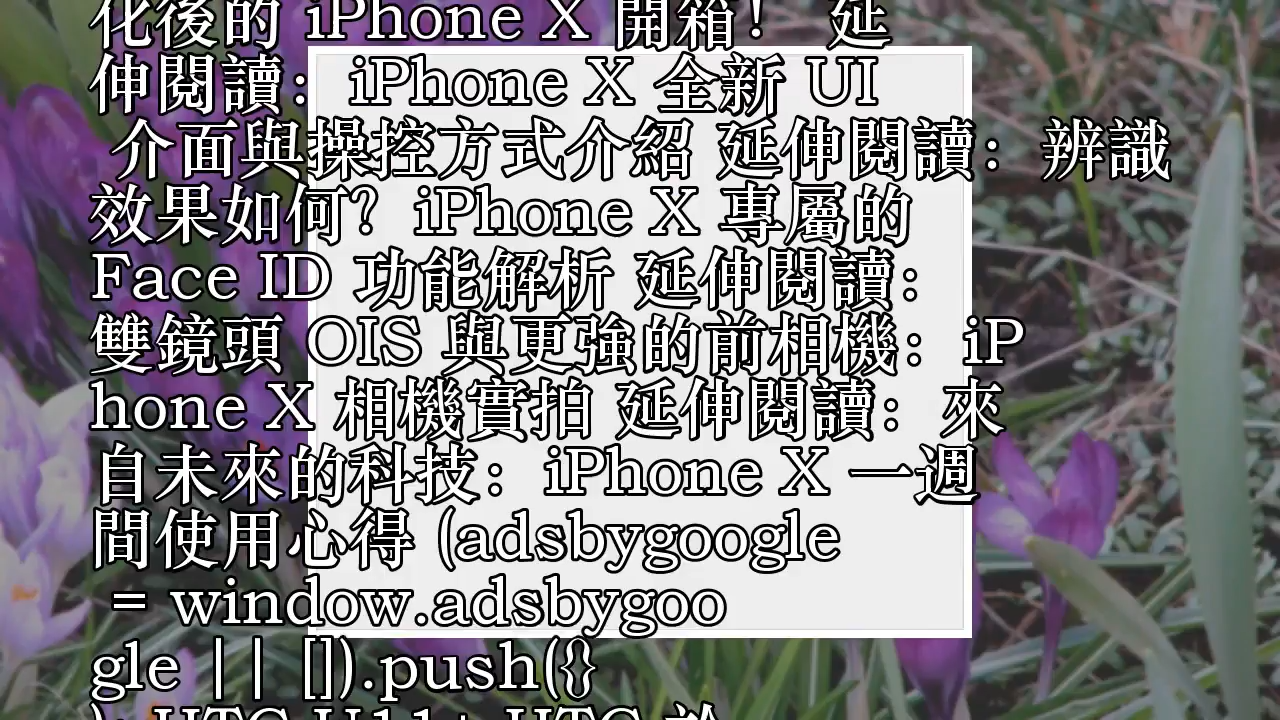 化後的 iPhone X 開箱！ 延
伸閱讀：iPhone X 全新 UI
介面與操控方式介紹 延伸閱讀：辨識
效果如何？iPhone X 專屬的
Face ID 功能解析 延伸閱讀：
雙鏡頭 OIS 與更強的前相機：iP
hone X 相機實拍 延伸閱讀：來
自未來的科技：iPhone X 一週
間使用心得 (adsbygoogle
= window.adsbygoo
gle || []).push({}
); HTC U11+ HTC